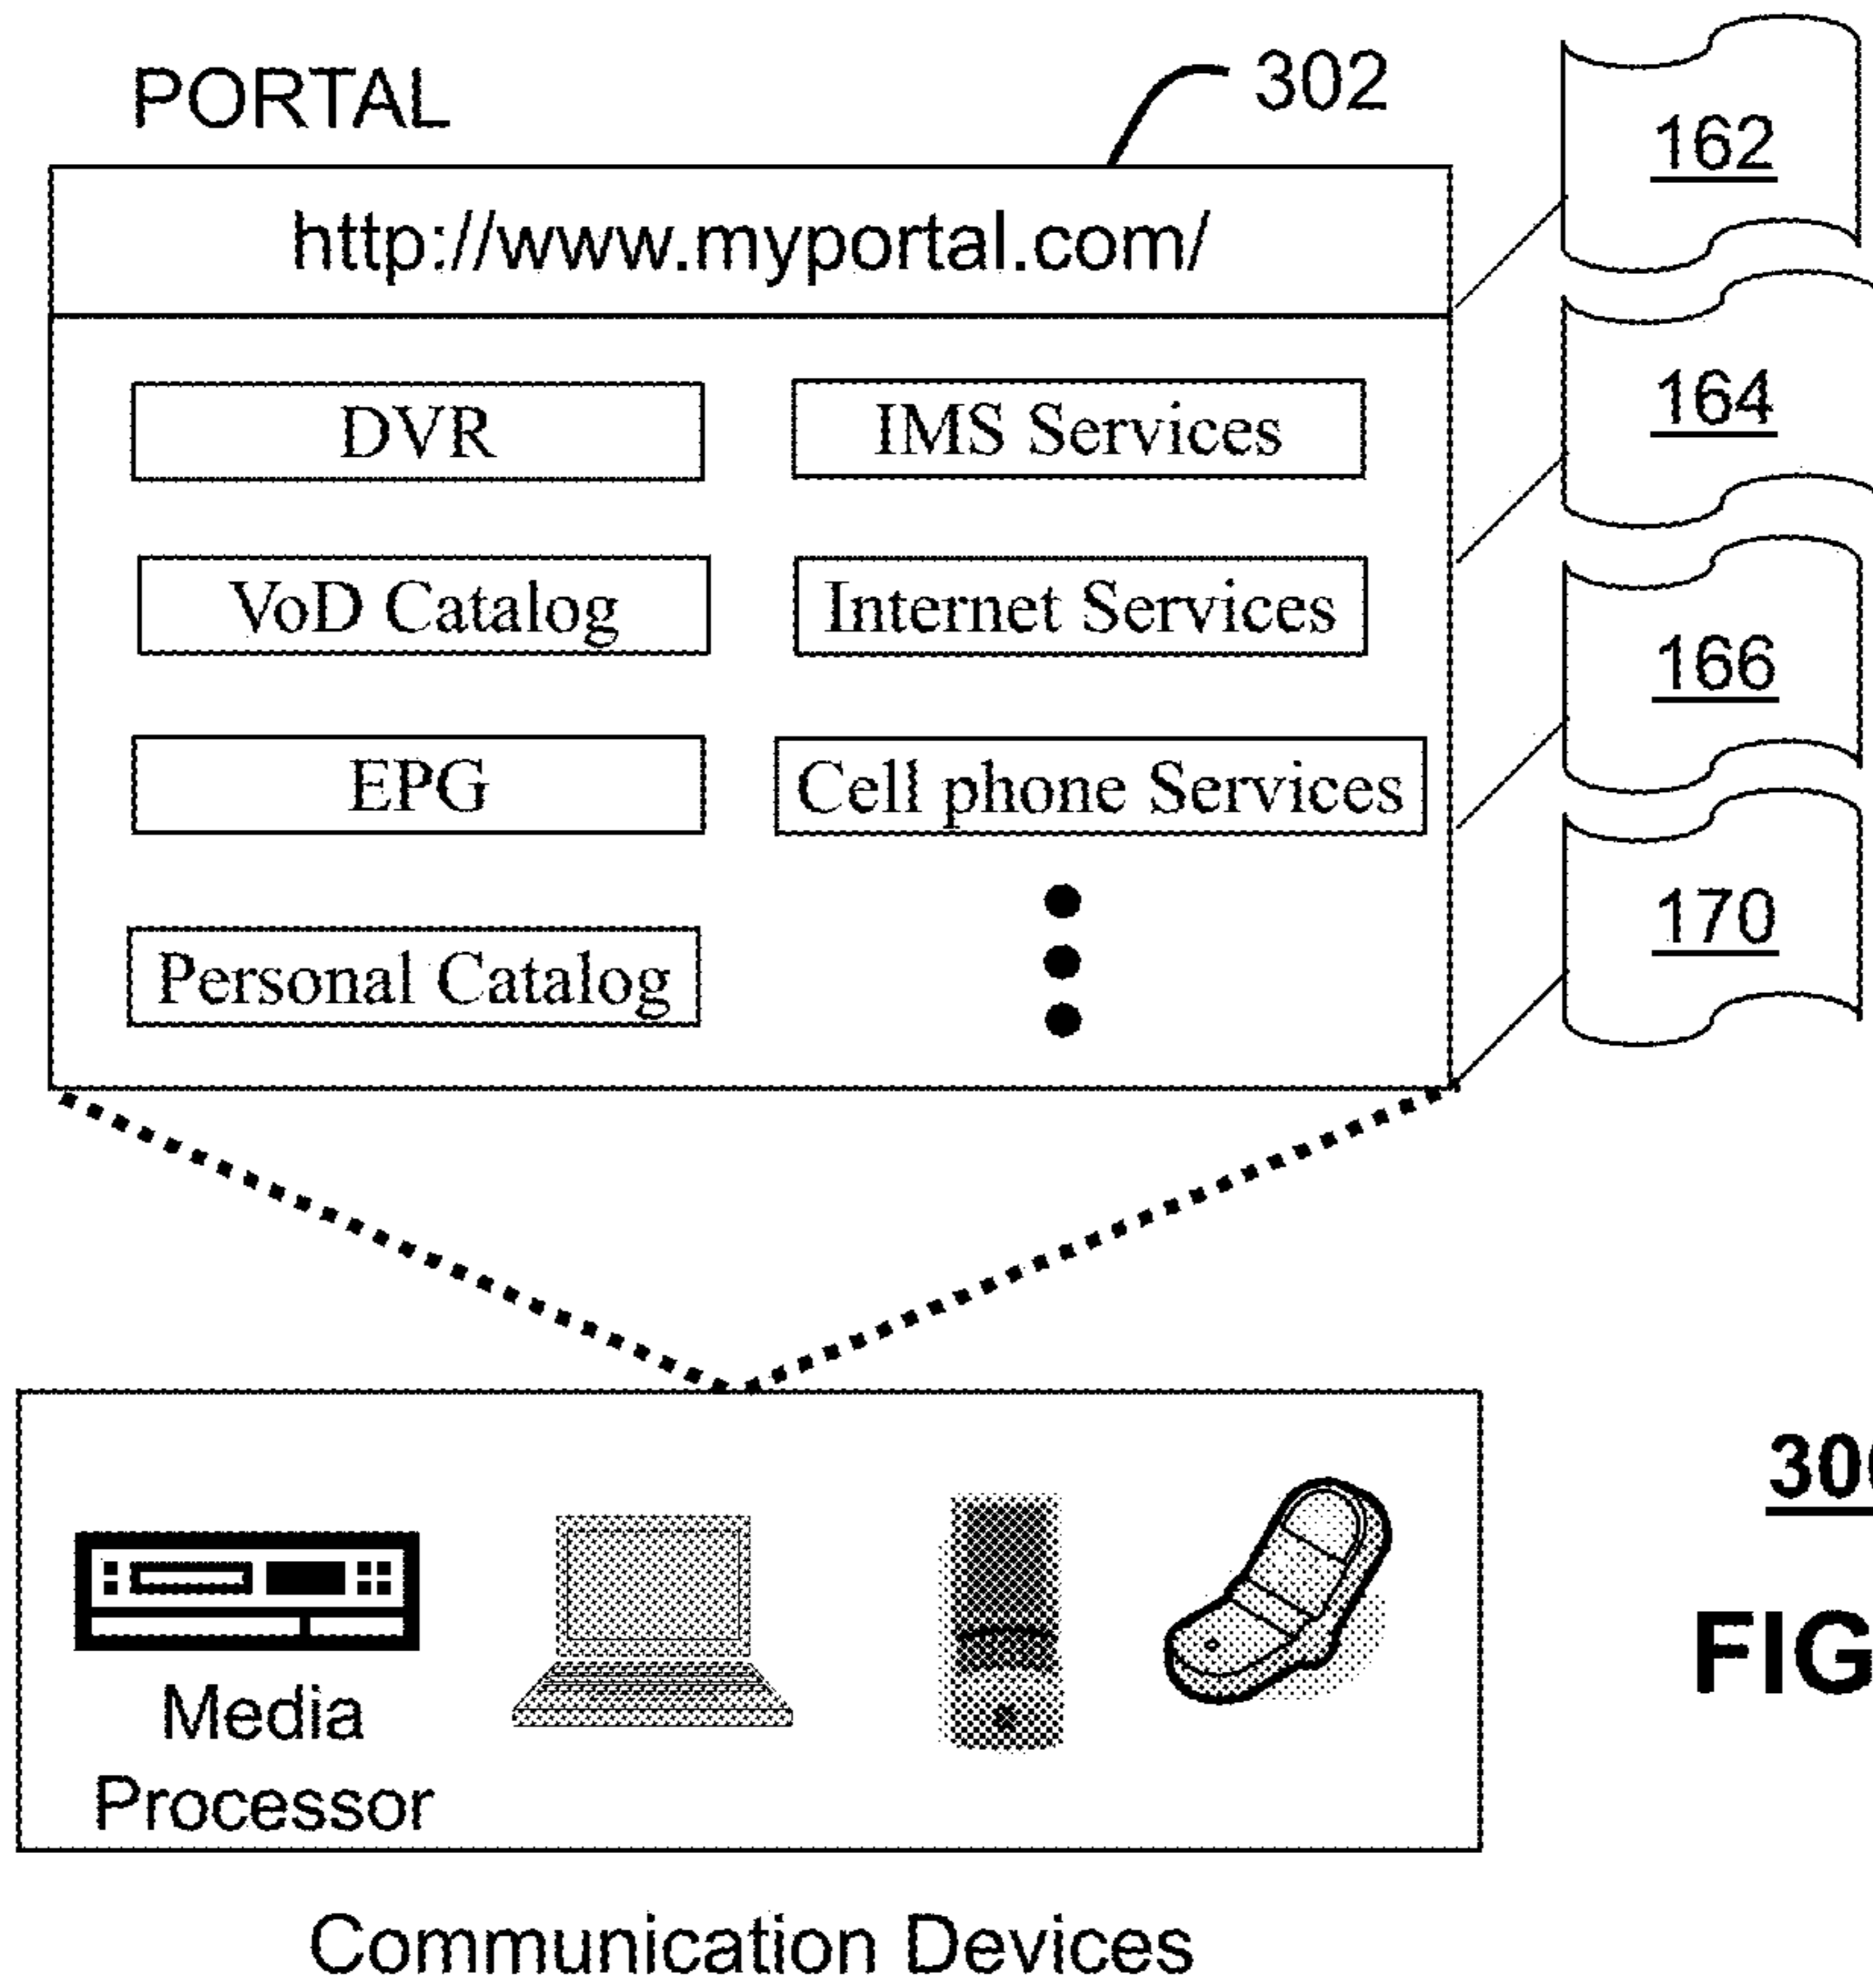 PORTAL
302
http://www.myportal.com/
162
164
166
170
DVR
IMS Services
VoD Catalog
Internet Services
EPG
Cell phone Services
Personal Catalog
Media
Processor
FIG
Communication Devices